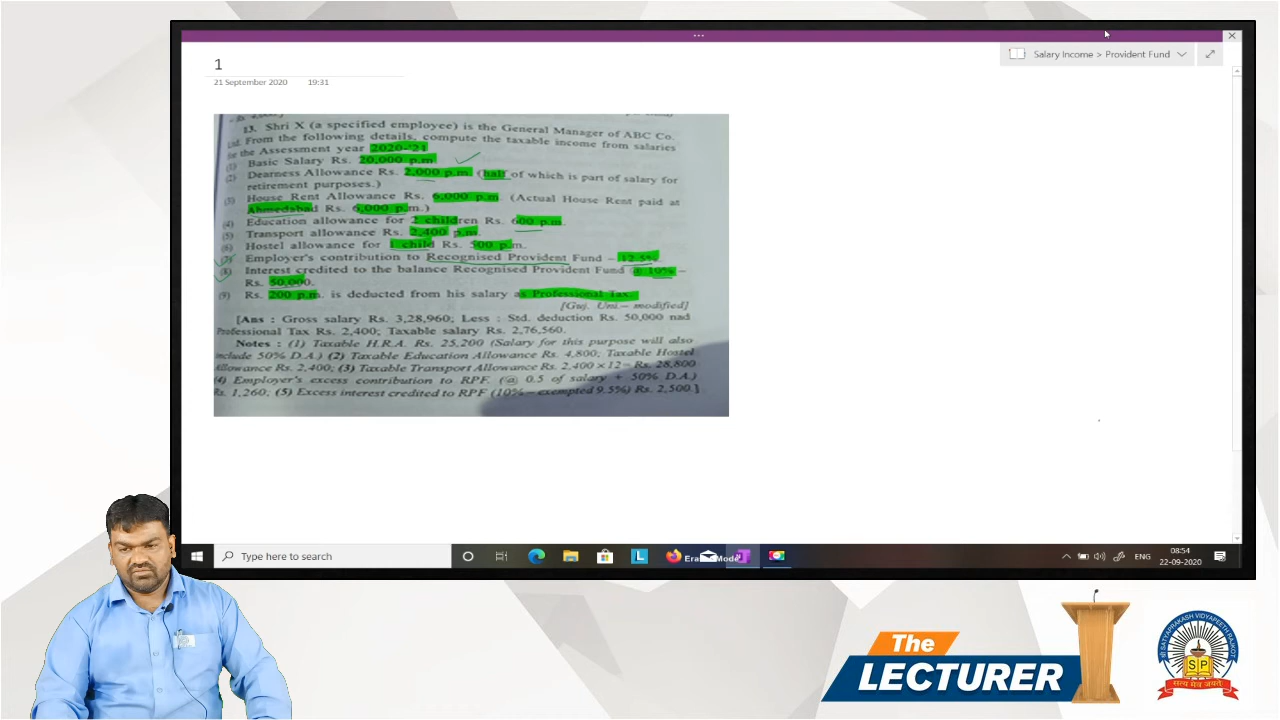 ...
Salary Income > Provident Fund
1
21 September 2020 19:31
13. Shri X (a specified employee) is the General Manager of ABC Co.
Ltd. From the following details, compute the taxable income from salaries
for the Assessment year 2020-'21
(1) Basic Salary Rs. 20,000 p.m
(2) Dearness Allowance Rs. 2,000 p.m. (half of which is part of salary for
retirement purposes.)
(3) House Rent Allowance Rs. 6,000 p.m. (Actual House Rent paid at
Ahmedabad Rs. 6,000 p.m.)
(4) Education allowance for 2 children Rs. 600 p.m.
(5) Transport allowance Rs. 2,400 p.m.
(6) Hostel allowance for 1 child Rs. 500 p.m.
(7) Employer's contribution to Recognised Provident Fund – 12.5%
(8) Interest credited to the balance Recognised Provident Fund @ 10% –
Rs. 50,000.
(9) Rs. 200 p.m. is deducted from his salary as Professional Tax.
[Guj. Uni.– modified]
[Ans : Gross salary Rs. 3,28,960; Less : Std. deduction Rs. 50,000 nad
Professional Tax Rs. 2,400; Taxable salary Rs. 2,76,560.
Notes : (1) Taxable H.R.A. Rs. 25,200 (Salary for this purpose will also
include 50% D.A.) (2) Taxable Education Allowance Rs. 4,800; Taxable Hostel
Allowance Rs. 2,400; (3) Taxable Transport Allowance Rs. 2,400 × 12 – Rs. 28,800
(4) Employer's excess contribution to RPF. (@ 0.5 of salary + 50% D.A.)
Rs. 1,260; (5) Excess interest credited to RPF (10% – exempted 9.5%) Rs. 2,500.]
Type here to search
L
ENG
08:54
22-09-2020
The
LECTURER
SP
सत्य मेव जयते